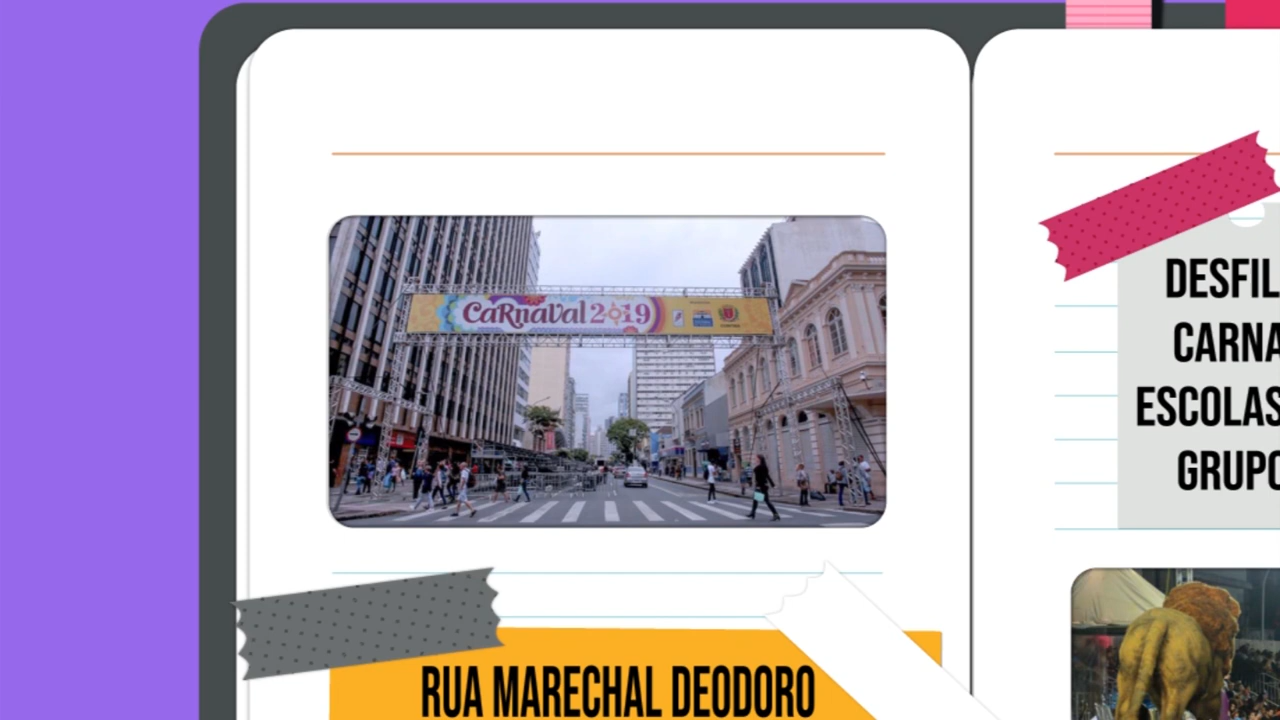 CaRnaVal 2019
RUA MARECHAL DEODORO
DESFIL
CARNA
ESCOLAS
GRUPO